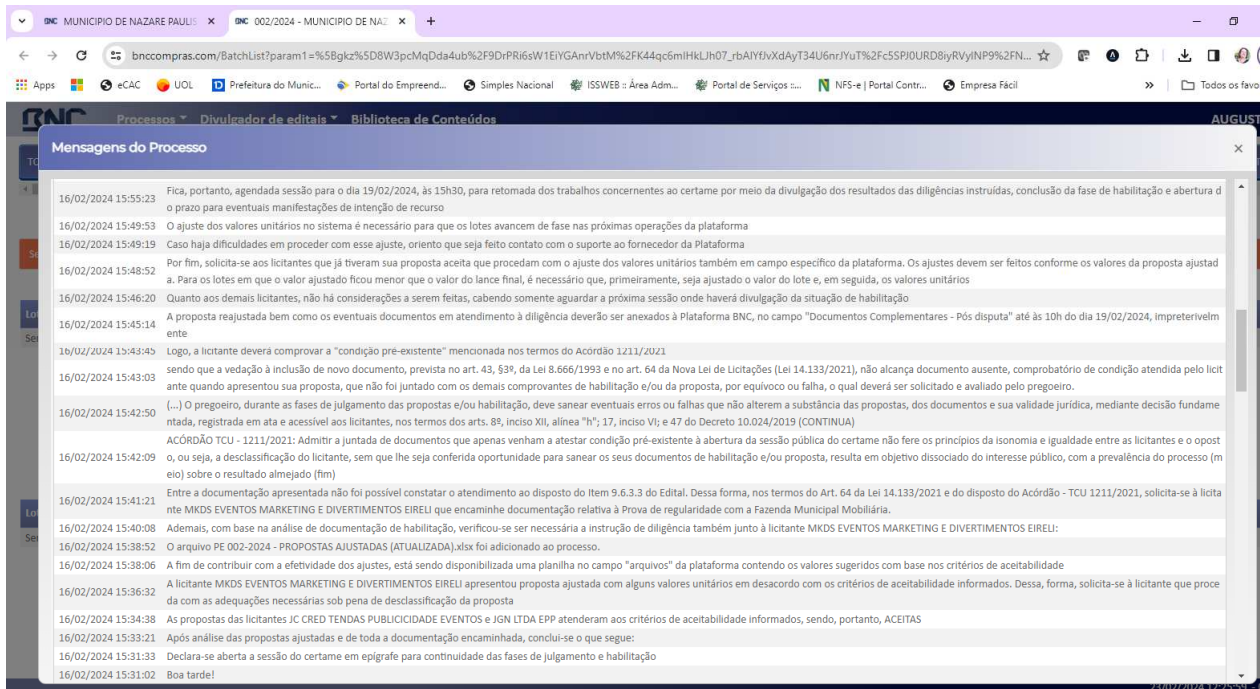 BNC MUNICIPIO DE NAZARE PAULIS × BNC 002/2024 - MUNICIPIO DE NAZ × +
Apps eCAC UOL Prefeitura do Munic... Portal do Empreend... Simples Nacional ISSWEB :: Área Adm... Portal de Serviços ::... NFS-e | Portal Contr... Empresa Fácil » Todos os favo
BNC Processos Divulgador de editais Biblioteca de Conteúdos AUGUST
Mensagens do Processo ×
16/02/2024 15:55:23 Fica, portanto, agendada sessão para o dia 19/02/2024, às 15h30, para retomada dos trabalhos concernentes ao certame por meio da divulgação dos resultados das diligências instruídas, conclusão da fase de habilitação e abertura d
o prazo para eventuais manifestações de intenção de recurso
16/02/2024 15:49:53 O ajuste dos valores unitários no sistema é necessário para que os lotes avancem de fase nas próximas operações da plataforma
16/02/2024 15:49:19 Caso haja dificuldades em proceder com esse ajuste, oriento que seja feito contato com o suporte ao fornecedor da Plataforma
16/02/2024 15:48:52 Por fim, solicita-se aos licitantes que já tiveram sua proposta aceita que procedam com o ajuste dos valores unitários também em campo específico da plataforma. Os ajustes devem ser feitos conforme os valores da proposta ajustad
a. Para os lotes em que o valor ajustado ficou menor que o valor do lance final, é necessário que, primeiramente, seja ajustado o valor do lote e, em seguida, os valores unitários
16/02/2024 15:46:20 Quanto aos demais licitantes, não há considerações a serem feitas, cabendo somente aguardar a próxima sessão onde haverá divulgação da situação de habilitação
16/02/2024 15:45:14 A proposta reajustada bem como os eventuais documentos em atendimento à diligência deverão ser anexados à Plataforma BNC, no campo "Documentos Complementares - Pós disputa" até às 10h do dia 19/02/2024, impreterivelm
ente
16/02/2024 15:43:45 Logo, a licitante deverá comprovar a "condição pré-existente" mencionada nos termos do Acórdão 1211/2021
16/02/2024 15:43:03 sendo que a vedação à inclusão de novo documento, prevista no art. 43, §3º, da Lei 8.666/1993 e no art. 64 da Nova Lei de Licitações (Lei 14.133/2021), não alcança documento ausente, comprobatório de condição atendida pelo licit
ante quando apresentou sua proposta, que não foi juntado com os demais comprovantes de habilitação e/ou da proposta, por equívoco ou falha, o qual deverá ser solicitado e avaliado pelo pregoeiro.
16/02/2024 15:42:50 (...) O pregoeiro, durante as fases de julgamento das propostas e/ou habilitação, deve sanear eventuais erros ou falhas que não alterem a substância das propostas, dos documentos e sua validade jurídica, mediante decisão fundame
ntada, registrada em ata e acessível aos licitantes, nos termos dos arts. 8º, inciso XII, alínea "h"; 17, inciso VI; e 47 do Decreto 10.024/2019 (CONTINUA)
16/02/2024 15:42:09 ACÓRDÃO TCU - 1211/2021: Admitir a juntada de documentos que apenas venham a atestar condição pré-existente à abertura da sessão pública do certame não fere os princípios da isonomia e igualdade entre as licitantes e o opost
o, ou seja, a desclassificação do licitante, sem que lhe seja conferida oportunidade para sanear os seus documentos de habilitação e/ou proposta, resulta em objetivo dissociado do interesse público, com a prevalência do processo (m
eio) sobre o resultado almejado (fim)
16/02/2024 15:41:21 Entre a documentação apresentada não foi possível constatar o atendimento ao disposto do Item 9.6.3.3 do Edital. Dessa forma, nos termos do Art. 64 da Lei 14.133/2021 e do disposto do Acórdão - TCU 1211/2021, solicita-se à licita
nte MKDS EVENTOS MARKETING E DIVERTIMENTOS EIRELI que encaminhe documentação relativa à Prova de regularidade com a Fazenda Municipal Mobiliária.
16/02/2024 15:40:08 Ademais, com base na análise de documentação de habilitação, verificou-se ser necessária a instrução de diligência também junto à licitante MKDS EVENTOS MARKETING E DIVERTIMENTOS EIRELI:
16/02/2024 15:38:52 O arquivo PE 002-2024 - PROPOSTAS AJUSTADAS (ATUALIZADA).xlsx foi adicionado ao processo.
16/02/2024 15:38:06 A fim de contribuir com a efetividade dos ajustes, está sendo disponibilizada uma planilha no campo "arquivos" da plataforma contendo os valores sugeridos com base nos critérios de aceitabilidade
16/02/2024 15:36:32 A licitante MKDS EVENTOS MARKETING E DIVERTIMENTOS EIRELI apresentou proposta ajustada com alguns valores unitários em desacordo com os critérios de aceitabilidade informados. Dessa, forma, solicita-se à licitante que proce
da com as adequações necessárias sob pena de desclassificação da proposta
16/02/2024 15:34:38 As propostas das licitantes JC CRED TENDAS PUBLICICIDADE EVENTOS e JGN LTDA EPP atenderam aos critérios de aceitabilidade informados, sendo, portanto, ACEITAS
16/02/2024 15:33:21 Após análise das propostas ajustadas e de toda a documentação encaminhada, conclui-se o que segue:
16/02/2024 15:31:33 Declara-se aberta a sessão do certame em epígrafe para continuidade das fases de julgamento e habilitação
16/02/2024 15:31:02 Boa tarde!